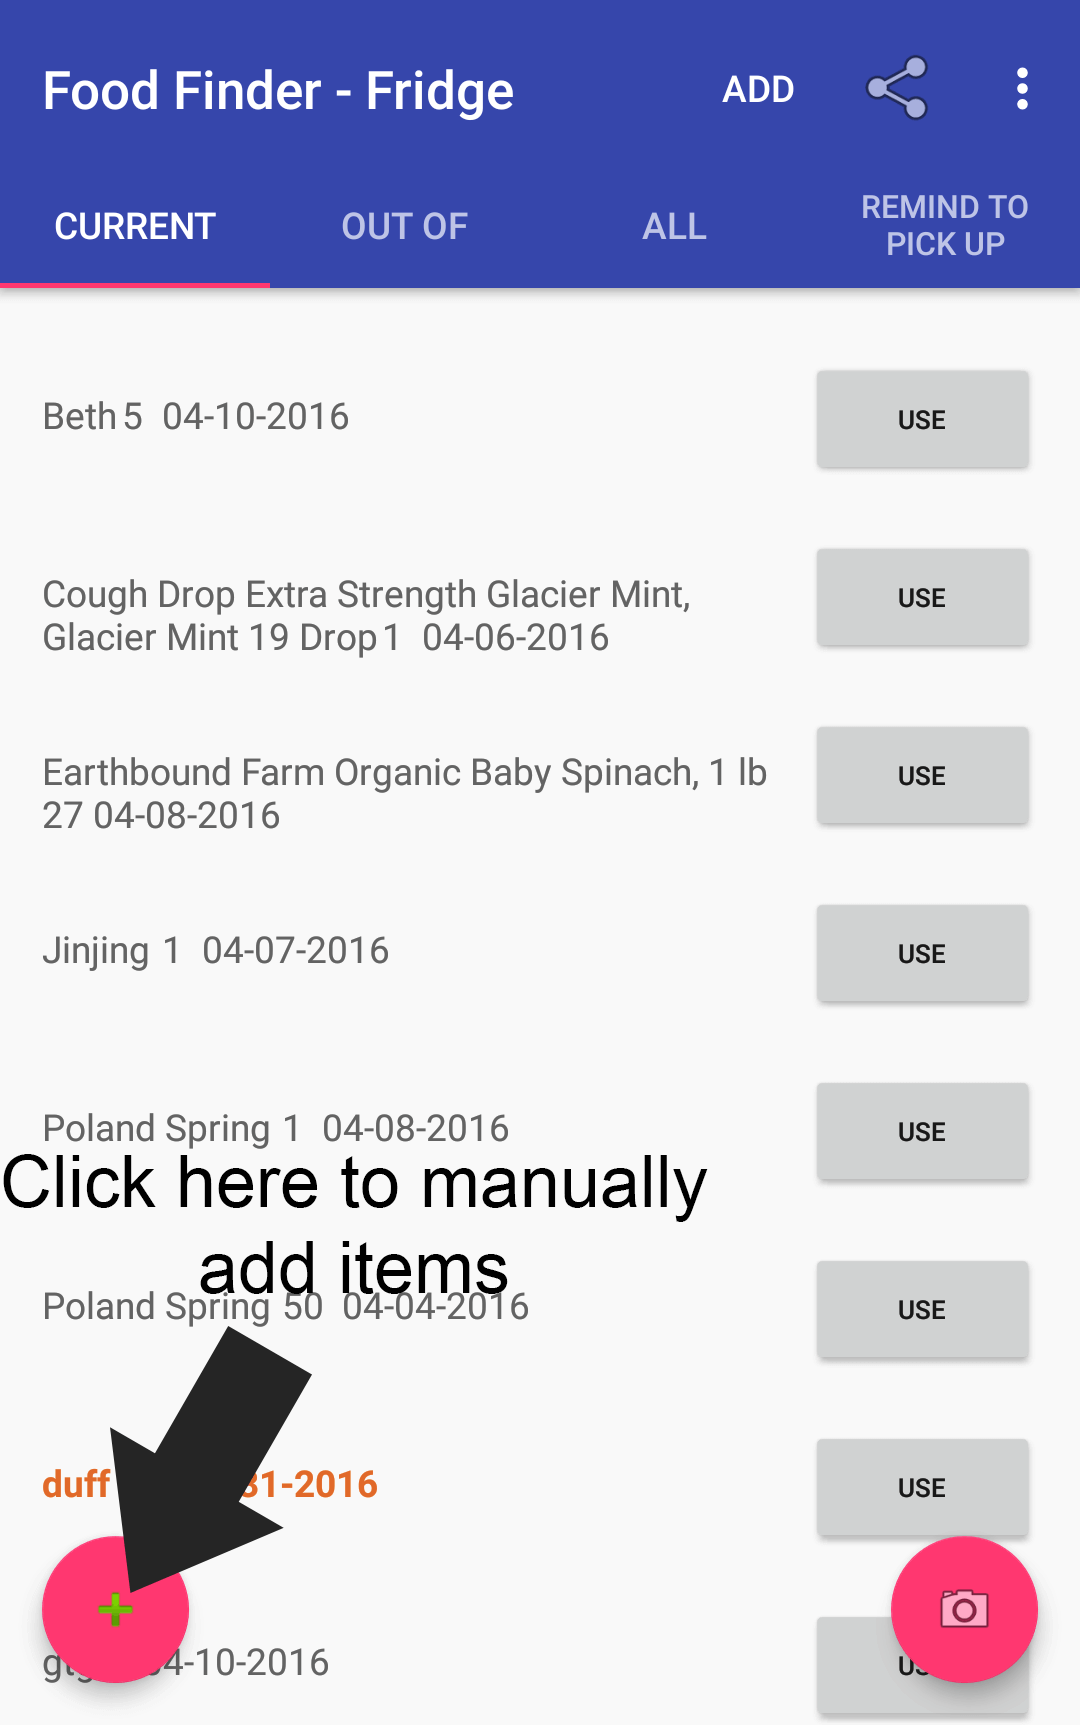 Food Finder - Fridge ADD
CURRENT OUT OF ALL REMIND TO
PICK UP
Beth 5 04-10-2016 USE
Cough Drop Extra Strength Glacier Mint,
Glacier Mint 19 Drop 1 04-06-2016 USE
Earthbound Farm Organic Baby Spinach, 1 lb
27 04-08-2016 USE
Jinjing 1 04-07-2016 USE
Poland Spring 1 04-08-2016 USE
Click here to manually
add items
Poland Spring 50 04-04-2016 USE
duff 31-2016 USE
4-10-2016